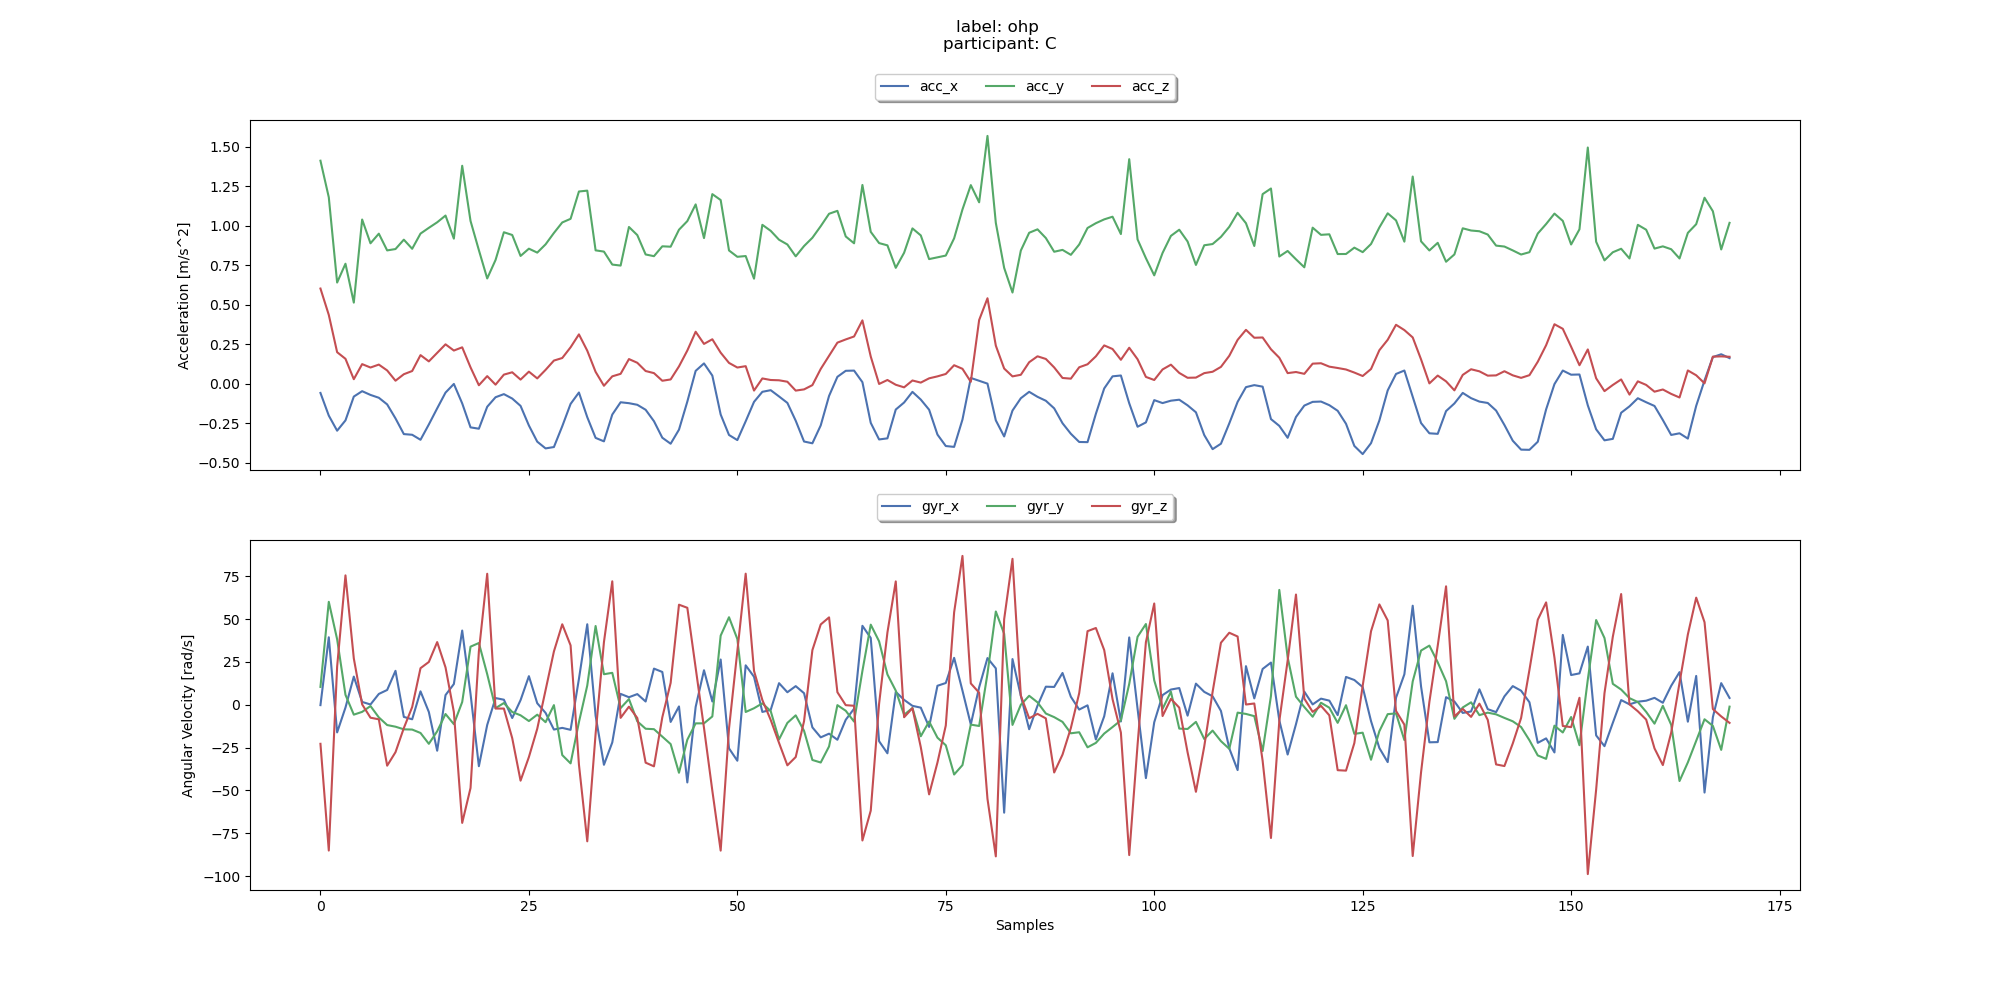 label: ohp
participant: C
acc_x acc_y acc_z
1.50
1.25
1.00
0.75
0.50
0.25
0.00
−0.25
−0.50
Acceleration [m/s^2]
gyr_x gyr_y gyr_z
75
50
25
0
−25
−50
−75
−100
Angular Velocity [rad/s]
0 25 50 75 100 125 150 175
Samples